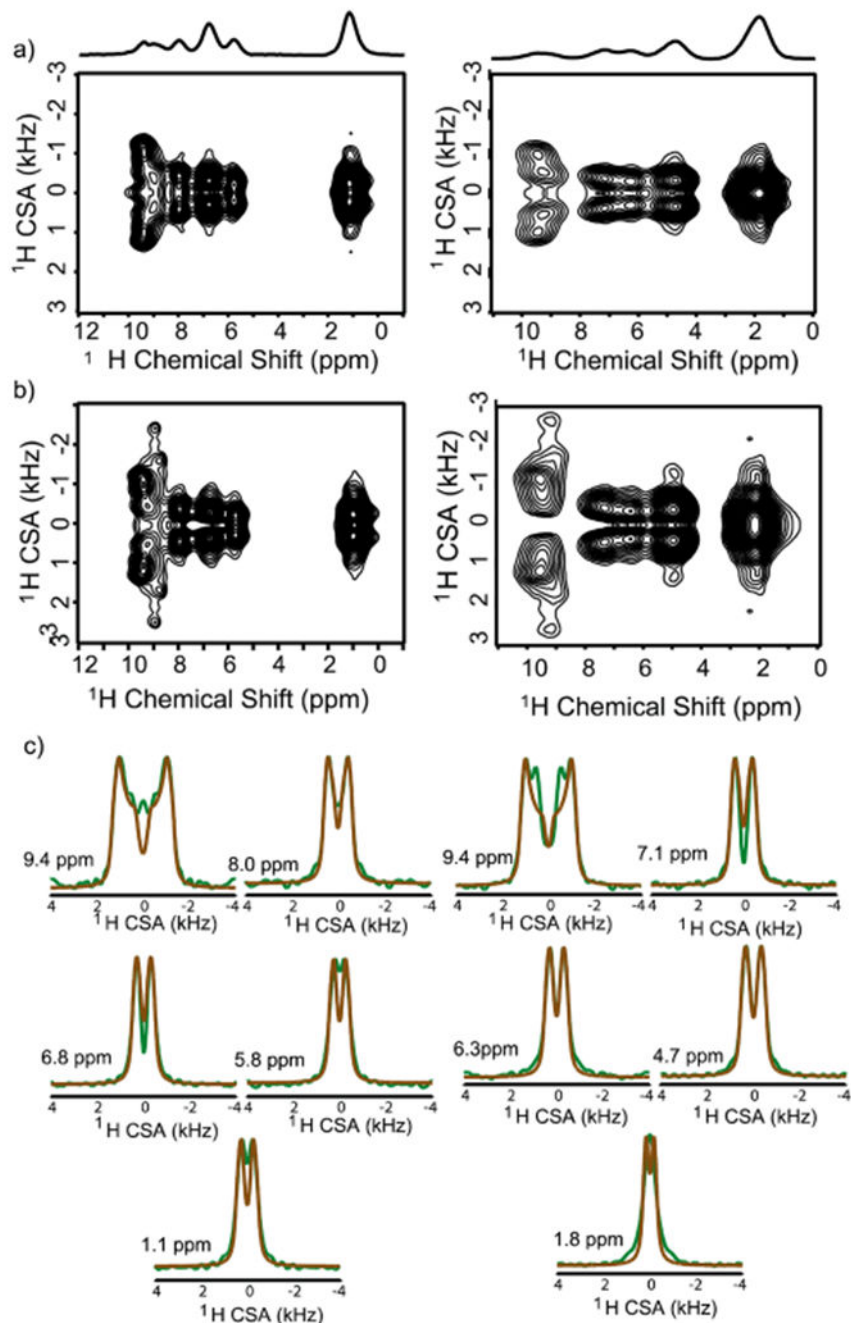 a)
-3
-2
-1
0
1
2
3
¹H CSA (kHz)
12 10 8 6 4 2 0
¹ H Chemical Shift (ppm)
-3
-2
-1
0
1
2
3
¹H CSA (kHz)
10 8 6 4 2 0
¹H Chemical Shift (ppm)
b)
-2
-1
0
1
2
3
3
¹H CSA (kHz)
12 10 8 6 4 2 0
¹H Chemical Shift (ppm)
-3
-2
-1
0
1
2
3
¹H CSA (kHz)
10 8 6 4 2 0
¹H Chemical Shift (ppm)
c)
9.4 ppm
4 2 0 -2 -4
¹H CSA (kHz)
8.0 ppm
4 2 0 -2 -4
¹H CSA (kHz)
9.4 ppm
4 2 0 -2 -4
¹H CSA (kHz)
7.1 ppm
4 2 0 -2 -4
¹H CSA (kHz)
6.8 ppm
4 2 0 -2 -4
¹H CSA (kHz)
5.8 ppm
4 2 0 -2 -4
¹H CSA (kHz)
6.3ppm
4 2 0 -2 -4
¹H CSA (kHz)
4.7 ppm
4 2 0 -2 -4
¹H CSA (kHz)
1.1 ppm
4 2 0 -2 -4
¹H CSA (kHz)
1.8 ppm
4 2 0 -2 -4
¹H CSA (kHz)